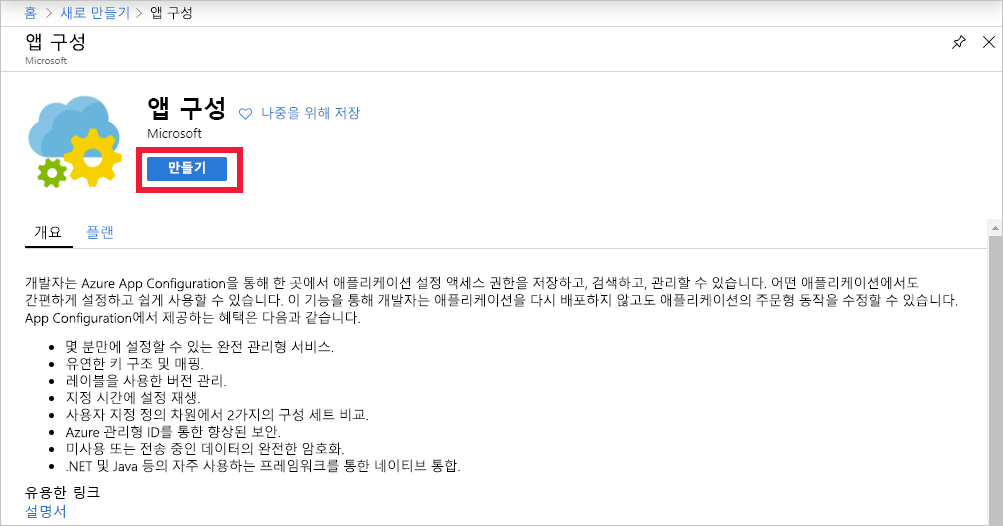 홈 > 새로 만들기 > 앱 구성
앱 구성
Microsoft
앱 구성
나중을 위해 저장
Microsoft
만들기
개요 플랜
개발자는 Azure App Configuration을 통해 한 곳에서 애플리케이션 설정 액세스 권한을 저장하고, 검색하고, 관리할 수 있습니다. 어떤 애플리케이션에서도
간편하게 설정하고 쉽게 사용할 수 있습니다. 이 기능을 통해 개발자는 애플리케이션을 다시 배포하지 않고도 애플리케이션의 주문형 동작을 수정할 수 있습니다.
App Configuration에서 제공하는 혜택은 다음과 같습니다.
• 몇 분만에 설정할 수 있는 완전 관리형 서비스.
• 유연한 키 구조 및 매핑.
• 레이블을 사용한 버전 관리.
• 지정 시간에 설정 재생.
• 사용자 지정 정의 차원에서 2가지의 구성 세트 비교.
• Azure 관리형 ID를 통한 향상된 보안.
• 미사용 또는 전송 중인 데이터의 완전한 암호화.
• .NET 및 Java 등의 자주 사용하는 프레임워크를 통한 네이티브 통합.
유용한 링크
설명서